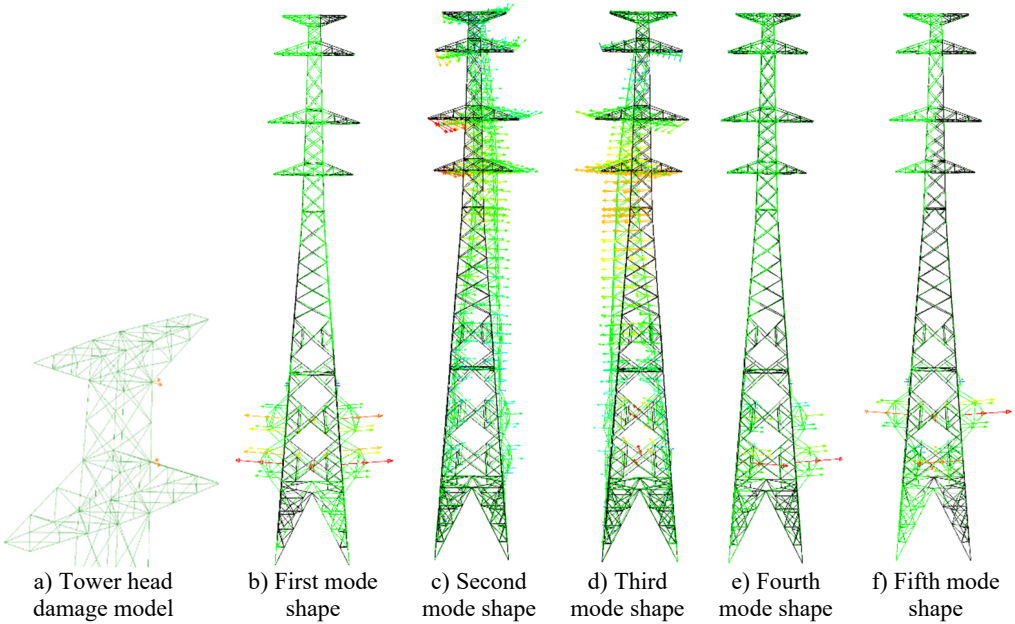 a) Tower head
damage model
b) First mode
shape
c) Second
mode shape
d) Third
mode shape
e) Fourth
mode shape
f) Fifth mode
shape